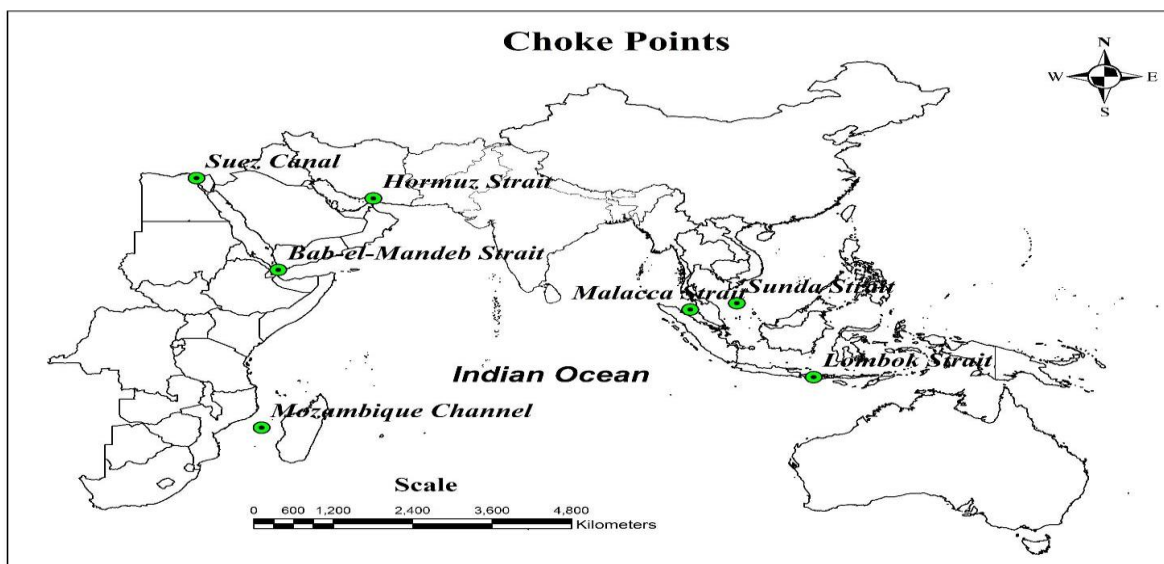 Choke Points
N
W E
S
Suez Canal
Hormuz Strait
Bab-el-Mandeb Strait
Malacca Strait
Sunda Strait
Lombok Strait
Indian Ocean
Mozambique Channel
Scale
0 600 1,200 2,400 3,600 4,800
Kilometers